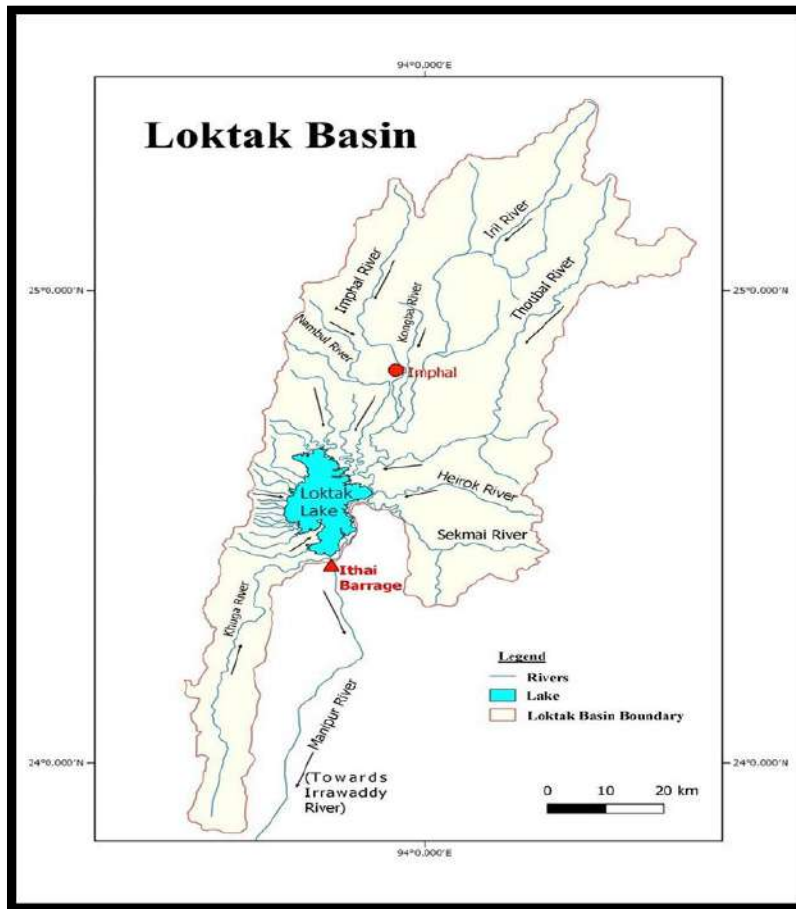 94°0.000'E
Loktak Basin
Iril River
Imphal River
Thoubal River
25°0.000'N
25°0.000'N
Kongba River
Nambul River
Imphal
Loktak
Lake
Heirok River
Sekmai River
Ithai
Barrage
Khuga River
Legend
Rivers
Lake
Loktak Basin Boundary
Manipur River
24°0.000'N
24°0.000'N
(Towards
Irrawaddy
River)
0 10 20 km
94°0.000'E